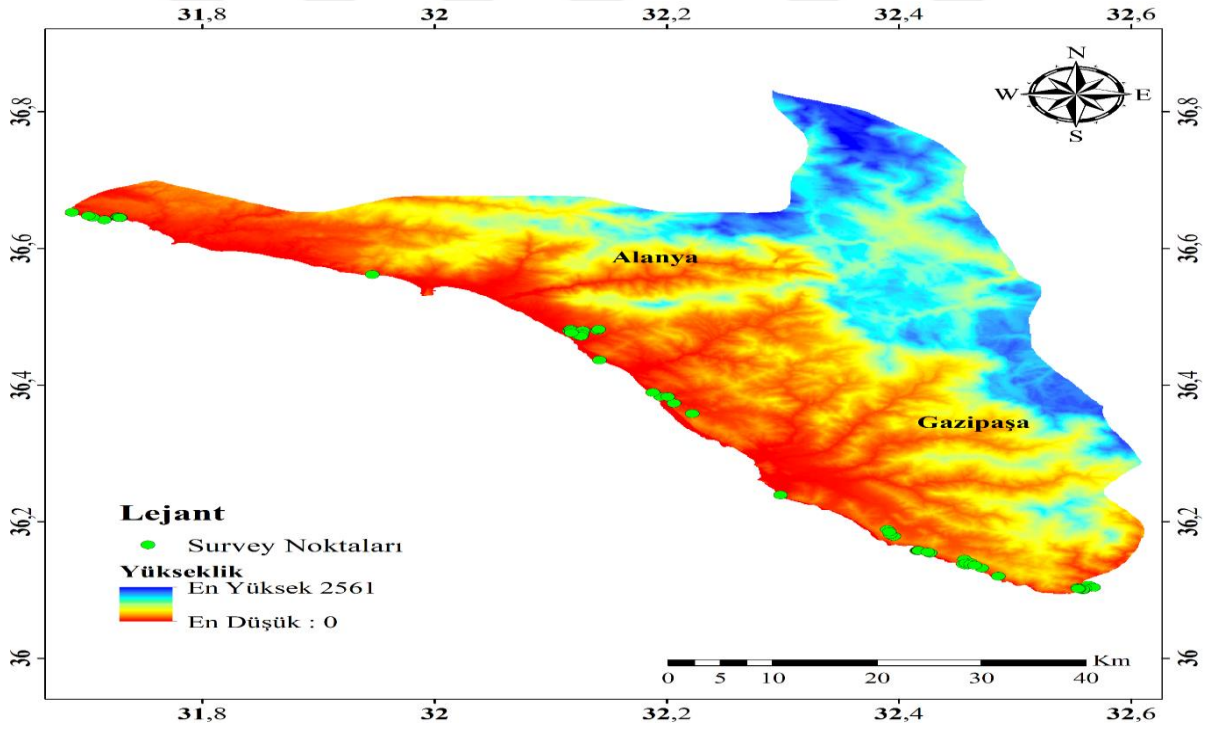 31,8 32 32,2 32,4 32,6
N
W E
S
36,8 36,8
36,6 36,6
Alanya
36,4 36,4
Gazipaşa
Lejant
Survey Noktaları
36,2 36,2
Yükseklik
En Yüksek 2561
En Düşük : 0
36 36
Km
0 5 10 20 30 40
31,8 32 32,2 32,4 32,6